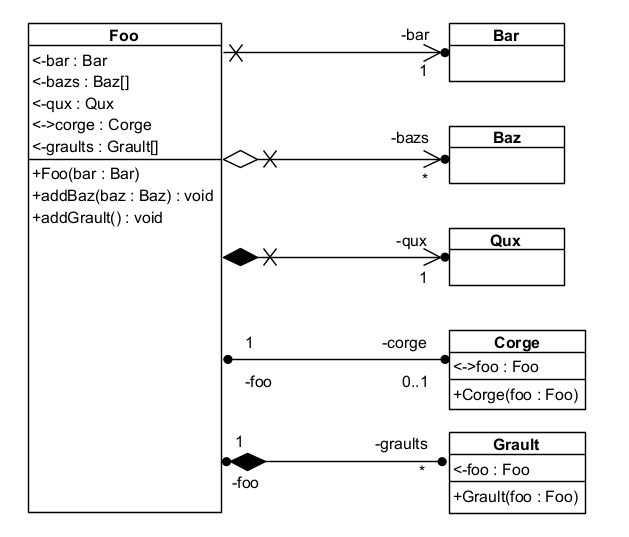 Foo
<-bar : Bar
<-bazs : Baz[]
<-qux : Qux
<->corge : Corge
<-graults : Grault[]
+Foo(bar : Bar)
+addBaz(baz : Baz) : void
+addGrault() : void
-bar
1
Bar
-bazs
*
Baz
-qux
1
Qux
1
-foo
-corge
0..1
Corge
<->foo : Foo
+Corge(foo : Foo)
1
-foo
-graults
*
Grault
<-foo : Foo
+Grault(foo : Foo)